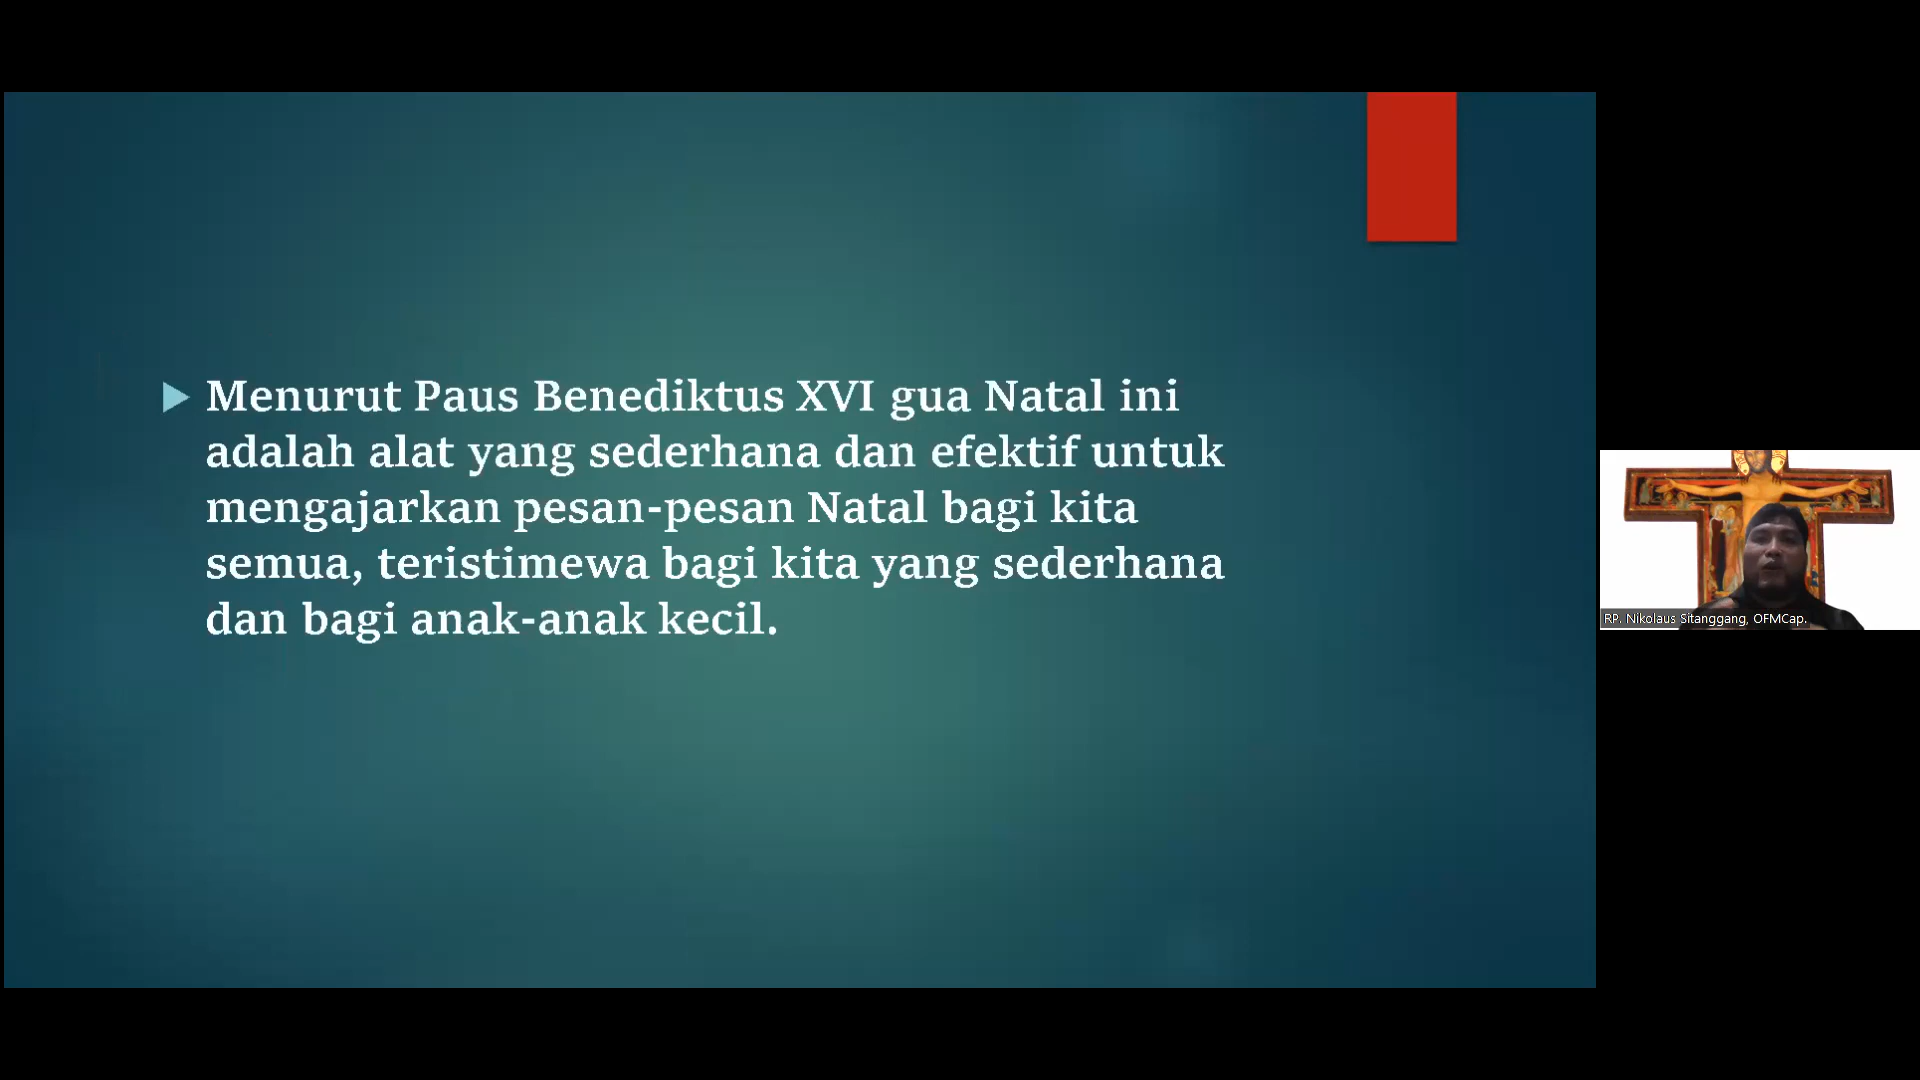 Menurut Paus Benediktus XVI gua Natal ini
adalah alat yang sederhana dan efektif untuk
mengajarkan pesan-pesan Natal bagi kita
semua, teristimewa bagi kita yang sederhana
dan bagi anak-anak kecil.
RP. Nikolaus Sitanggang, OFMCap.